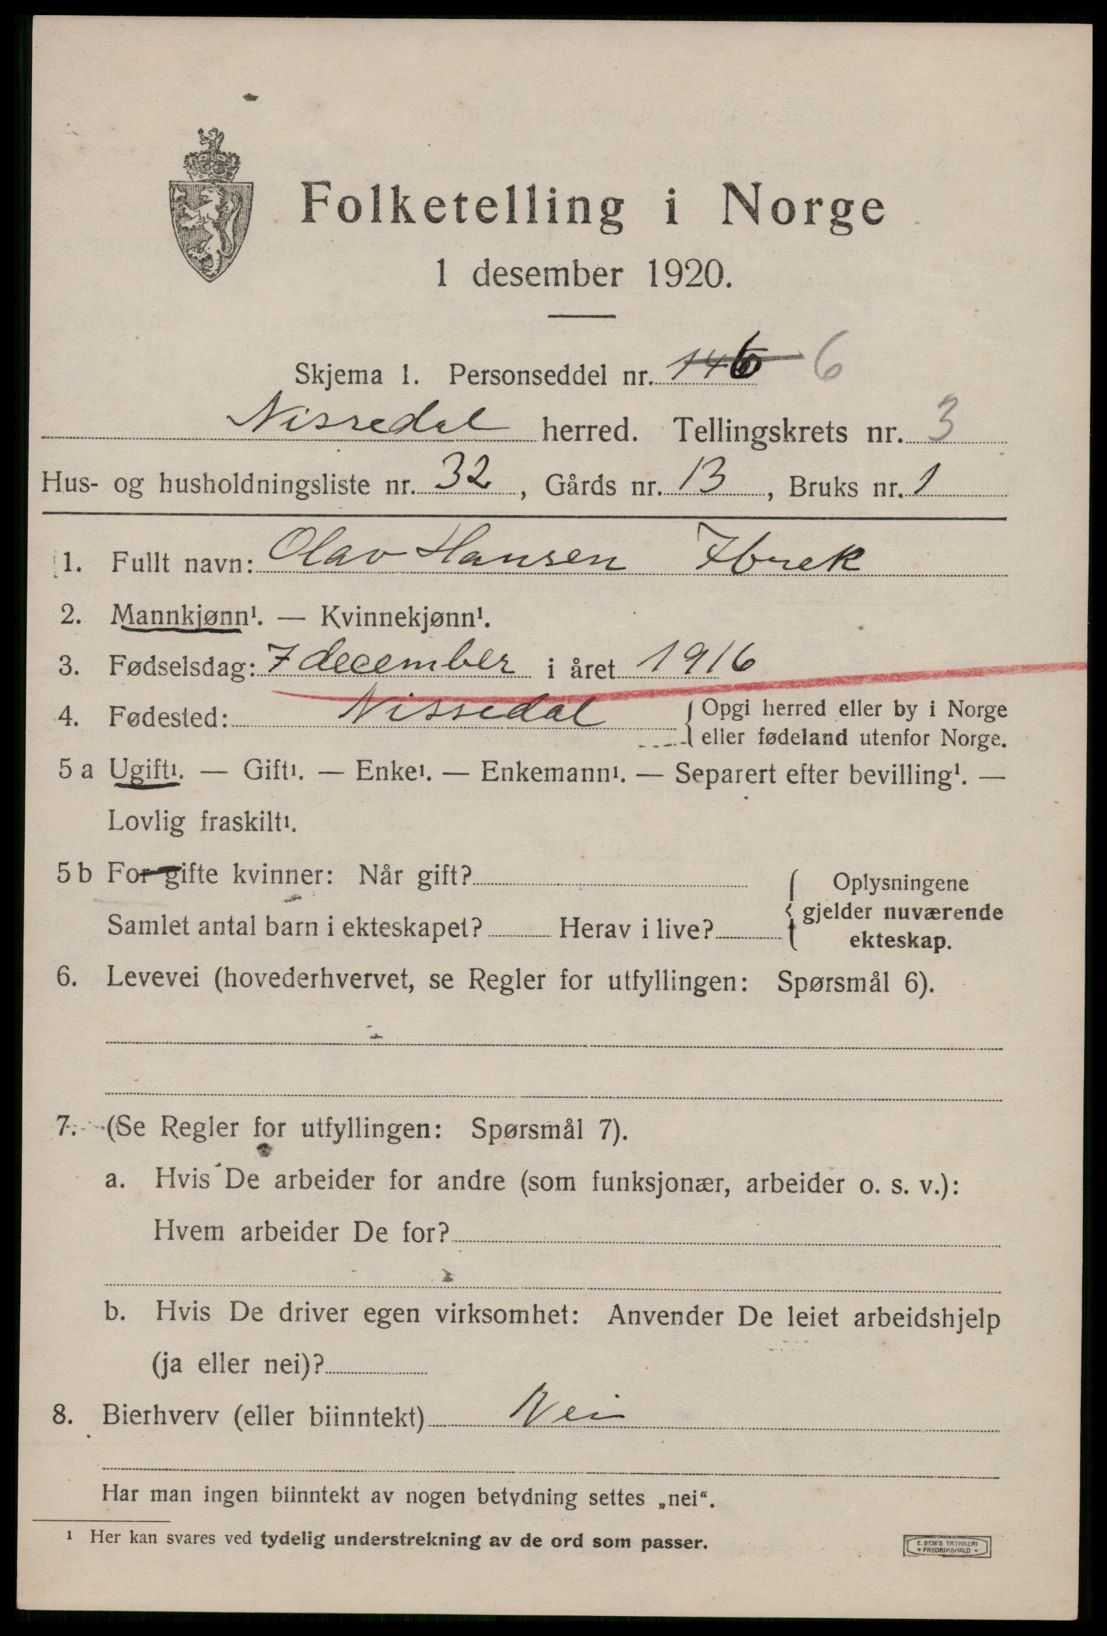 Folketelling i Norge
1 desember 1920.
Skjema 1. Personseddel nr. 146 6
Nissedal herred. Tellingskrets nr. 3
Hus- og husholdningsliste nr. 32, Gårds nr. 13, Bruks nr. 1
1. Fullt navn: Olav Hansen
2. Mannkjønn¹. — Kvinnekjønn¹.
3. Fødselsdag: 7 december i året 1916
4. Fødested: Nissedal { Opgi herred eller by i Norge
eller fødeland utenfor Norge.
5 a Ugift¹. — Gift¹. — Enke¹. — Enkemann¹. — Separert efter bevilling¹. —
Lovlig fraskilt¹.
5 b For gifte kvinner: Når gift?
Samlet antal barn i ekteskapet? Herav i live?
{ Oplysningene
gjelder nuværende
ekteskap.
6. Levevei (hovederhvervet, se Regler for utfyllingen: Spørsmål 6).
7. (Se Regler for utfyllingen: Spørsmål 7).
a. Hvis De arbeider for andre (som funksjonær, arbeider o. s. v.):
Hvem arbeider De for?
b. Hvis De driver egen virksomhet: Anvender De leiet arbeidshjelp
(ja eller nei)?
8. Bierhverv (eller biinntekt) Nei
Har man ingen biinntekt av nogen betydning settes „nei“.
¹ Her kan svares ved tydelig understrekning av de ord som passer.
E. SEM'S TRYKKERI
* FREDRIKSHALD *